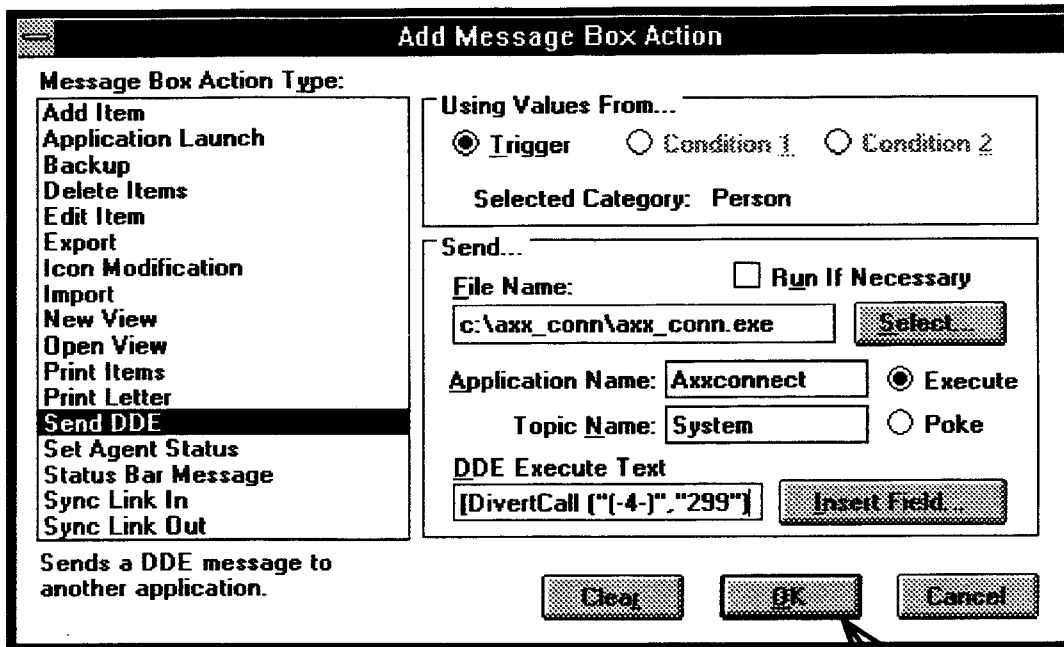 Add Message Box Action
Message Box Action Type:
Add Item
Application Launch
Backup
Delete Items
Edit Item
Export
Icon Modification
Import
New View
Open View
Print Items
Print Letter
Send DDE
Set Agent Status
Status Bar Message
Sync Link In
Sync Link Out
Sends a DDE message to
another application.
Using Values From...
Trigger Condition 1 Condition 2
Selected Category: Person
Send...
File Name: Run If Necessary
c:\axx_conn\axx_conn.exe Select...
Application Name: Axxconnect Execute
Topic Name: System Poke
DDE Execute Text
[DivertCall ("(-4-)","299")] Insert Field...
Clear OK Cancel